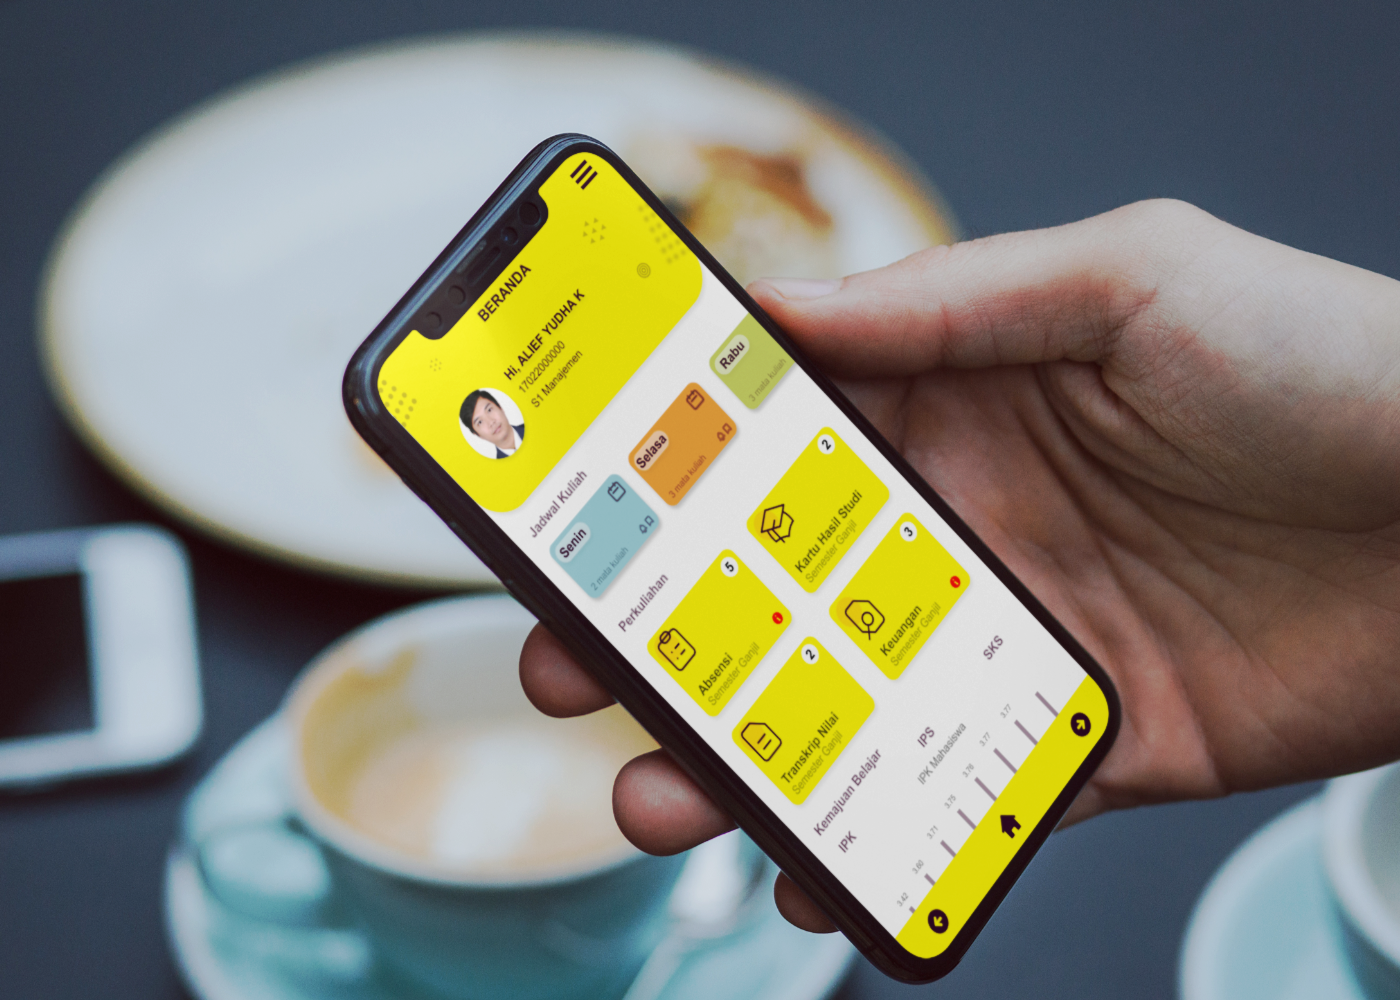 BERANDA
Hi, ALIEF YUDHA K
17022000000
S1 Manajemen
Jadwal Kuliah
Senin
2 mata kuliah
Selasa
3 mata kuliah
Rabu
3 mata kuliah
Perkuliahan
5
Absensi
Semester Ganjil
2
Kartu Hasil Studi
Semester Ganjil
2
Transkrip Nilai
Semester Ganjil
3
Keuangan
Semester Ganjil
Kemajuan Belajar
IPK
IPS
SKS
IPK Mahasiswa
3.42
3.60
3.71
3.75
3.76
3.77
3.77